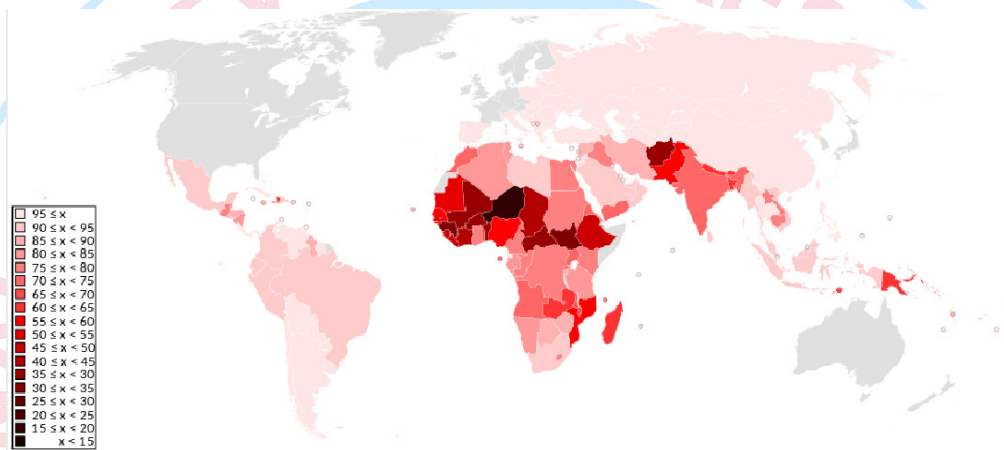 95 ≤ x
90 ≤ x < 95
85 ≤ x < 90
80 ≤ x < 85
75 ≤ x < 80
70 ≤ x < 75
65 ≤ x < 70
60 ≤ x < 65
55 ≤ x < 60
50 ≤ x < 55
45 ≤ x < 50
40 ≤ x < 45
35 ≤ x < 30
30 ≤ x < 35
25 ≤ x < 30
20 ≤ x < 25
15 ≤ x < 20
x < 15